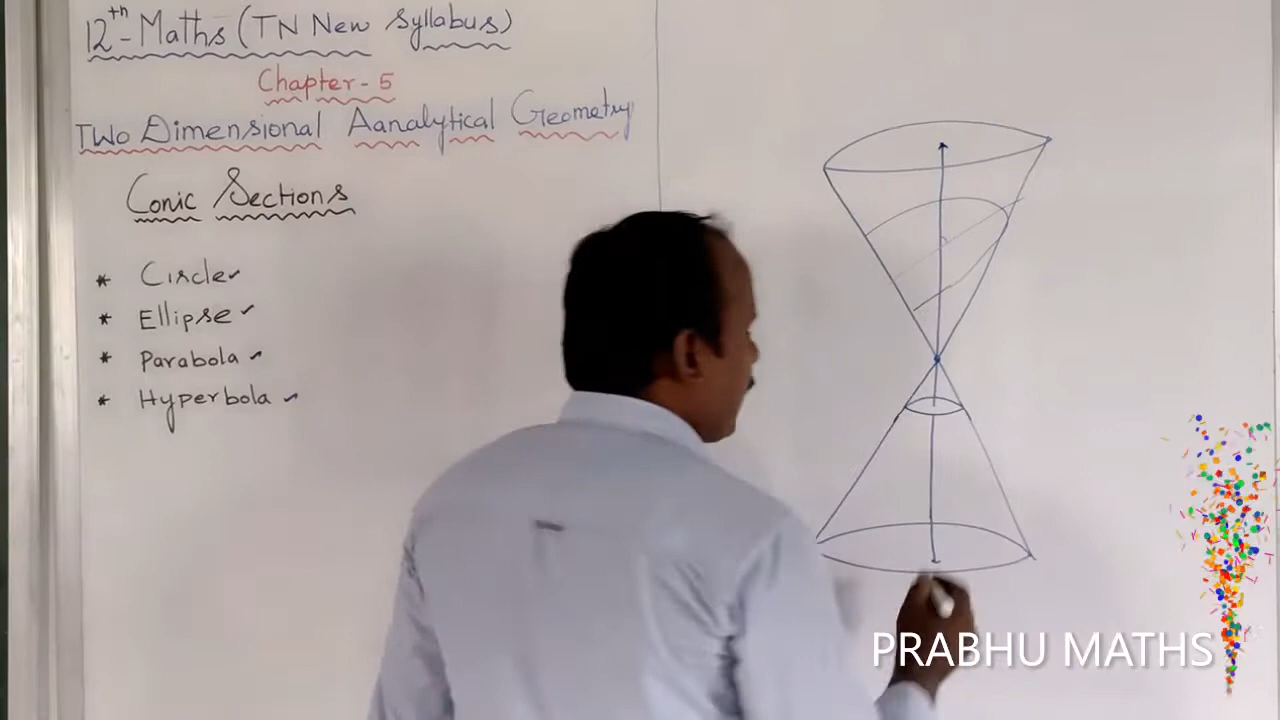 12th - Maths (TN New Syllabus)
Chapter - 5
Two Dimensional Aanalytical Geometry
Conic Sections
* Circle ✓
* Ellipse ✓
* Parabola ✓
* Hyperbola ✓
PRABHU MATHS